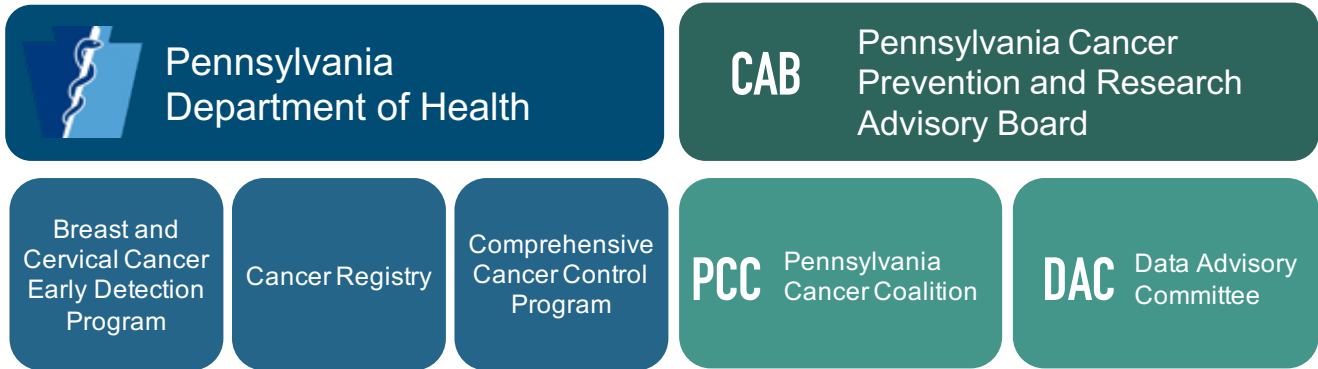 Pennsylvania
Department of Health
CAB
Pennsylvania Cancer
Prevention and Research
Advisory Board
Breast and
Cervical Cancer
Early Detection
Program
Cancer Registry
Comprehensive
Cancer Control
Program
PCC
Pennsylvania
Cancer Coalition
DAC
Data Advisory
Committee